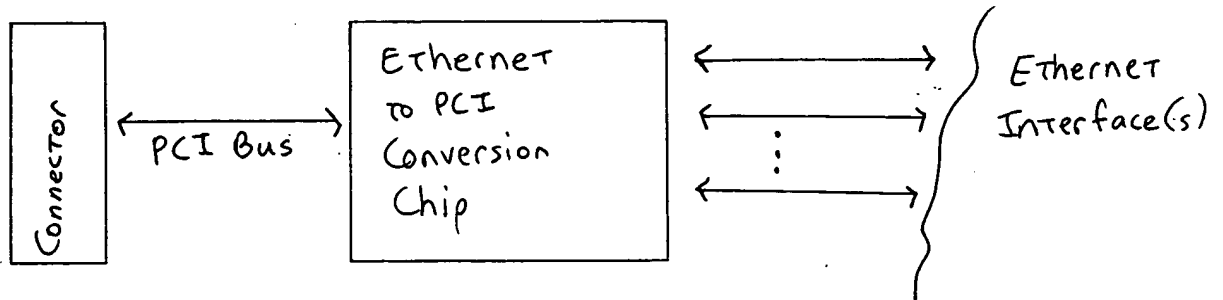 Connector
PCI Bus
Ethernet
to PCI
Conversion
Chip
Ethernet
Interface(s)